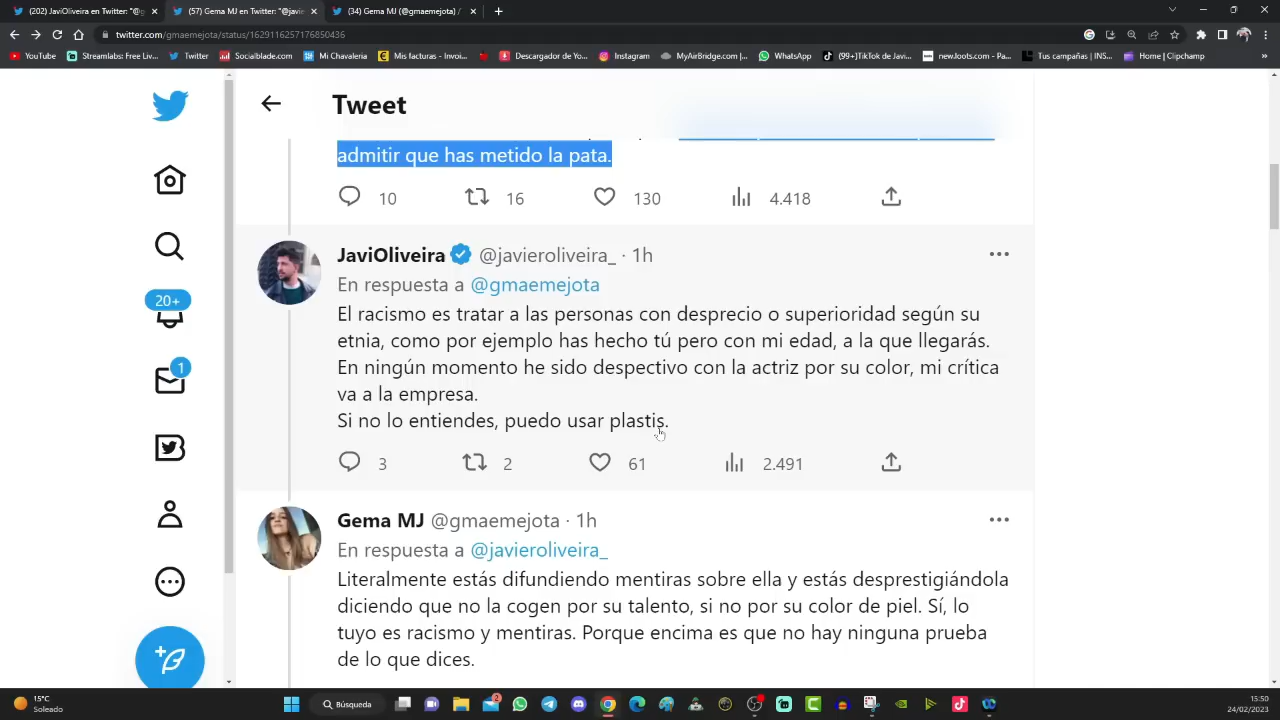 (202) JaviOliveira en Twitter: "@g
(57) Gema MJ en Twitter: "@javie
(34) Gema MJ (@gmaemejota) /
twitter.com/gmaemejota/status/1629116257176850436
YouTube
Streamlabs: Free Liv...
Twitter
Socialblade.com
Mi Chavaleria
Mis facturas - Invoi...
Descargador de Yo...
Instagram
MyAirBridge.com |...
WhatsApp
(99+)TikTok de Javi...
new.loots.com - Pa...
Tus campañas | INS...
Home | Clipchamp
»
Tweet
admitir que has metido la pata.
10 16 130 4.418
JaviOliveira @javieroliveira_ · 1h
En respuesta a @gmaemejota
El racismo es tratar a las personas con desprecio o superioridad según su
etnia, como por ejemplo has hecho tú pero con mi edad, a la que llegarás.
En ningún momento he sido despectivo con la actriz por su color, mi crítica
va a la empresa.
Si no lo entiendes, puedo usar plastis.
3 2 61 2.491
20+
1
Gema MJ @gmaemejota · 1h
En respuesta a @javieroliveira_
Literalmente estás difundiendo mentiras sobre ella y estás desprestigiándola
diciendo que no la cogen por su talento, si no por su color de piel. Sí, lo
tuyo es racismo y mentiras. Porque encima es que no hay ninguna prueba
de lo que dices.
15°C
Soleado
Búsqueda
2
15:50
24/02/2023